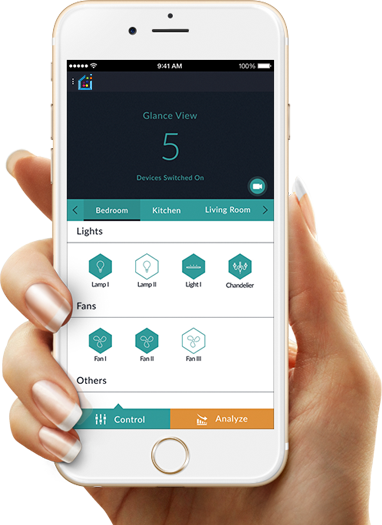 9:41 AM 100%
Glance View
5
Devices Switched On
Bedroom Kitchen Living Room
Lights
Lamp I Lamp II Light I Chandelier
Fans
Fan I Fan II Fan III
Others
Control Analyze